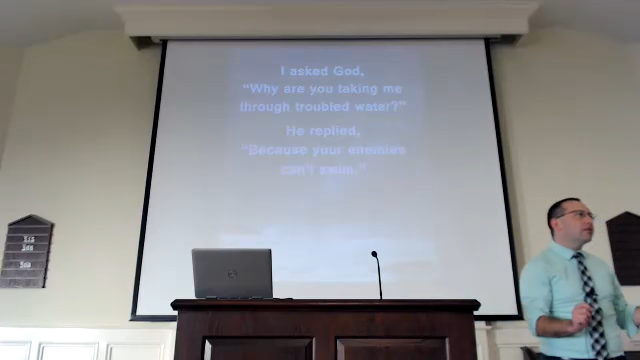 I asked God,
“Why are you taking me
through troubled water?”
He replied,
“Because your enemies
can't swim.”